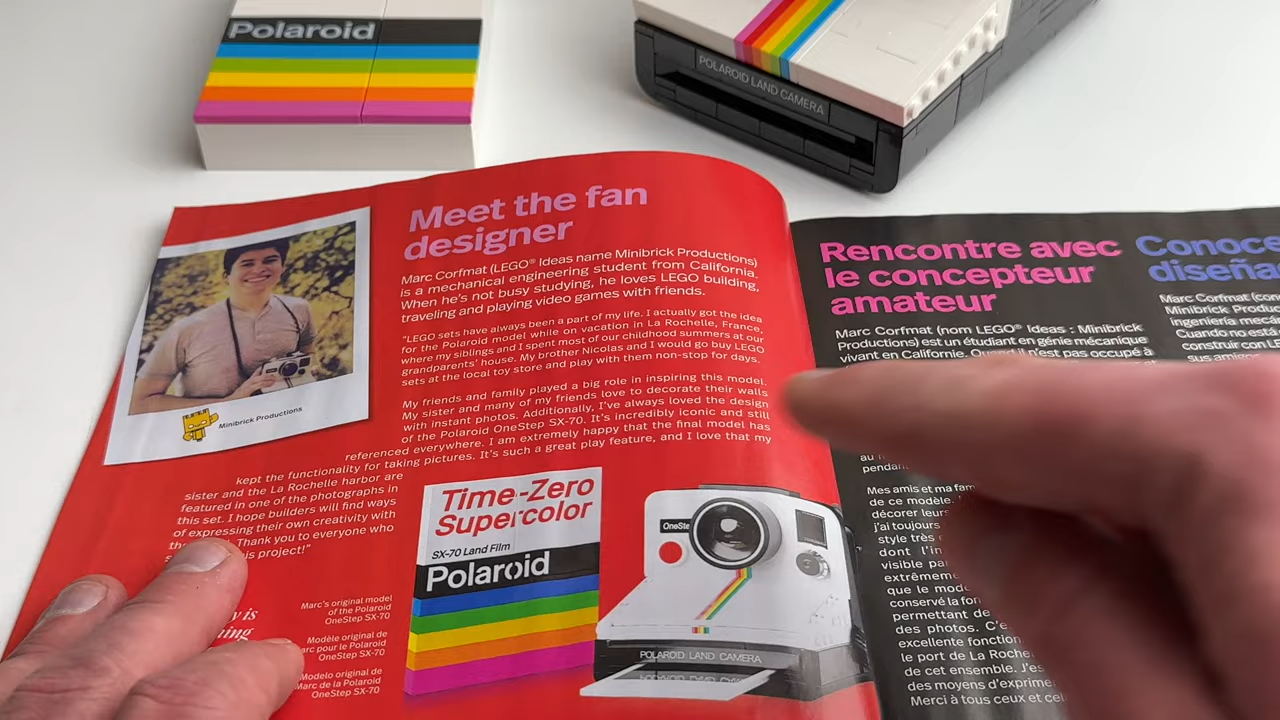 Polaroid
POLAROID LAND CAMERA
Meet the fan
designer
Marc Corfmat (LEGO® Ideas name Minibrick Productions)
is a mechanical engineering student from California.
When he's not busy studying, he loves LEGO building,
traveling and playing video games with friends.
"LEGO sets have always been a part of my life. I actually got the idea
for the Polaroid model while on vacation in La Rochelle, France,
where my siblings and I spent most of our childhood summers at our
grandparents' house. My brother Nicolas and I would go buy LEGO
sets at the local toy store and play with them non-stop for days.
My friends and family played a big role in inspiring this model.
My sister and many of my friends love to decorate their walls
with instant photos. Additionally, I've always loved the design
of the Polaroid OneStep SX-70. It's incredibly iconic and still
referenced everywhere. I am extremely happy that the final model has
kept the functionality for taking pictures. It's such a great play feature, and I love that my
sister and the La Rochelle harbor are
featured in one of the photographs in
this set. I hope builders will find ways
of expressing their own creativity with
Thank you to everyone who
project!"
Minibrick Productions
is
Marc's original model
of the Polaroid
OneStep SX-70
Modèle original de
pour le Polaroid
OneStep SX-70
Modelo original de
Marc de la Polaroid
OneStep SX-70
Time-Zero
Supercolor
SX-70 Land Film
Polaroid
OneSte
POLAROID LAND CAMERA
Rencontre avec
le concepteur
amateur
Marc Corfmat (nom LEGO® Ideas : Minibrick
Productions) est un étudiant en génie mécanique
vivant en Californie. Quand il n'est pas occupé à
au
pendan
Mes amis et ma fam
de ce modèle.
décorer leurs
j'ai toujours
style très
dont l'in
visible pa
extrêmeme
que le mod
conservé la for
permettant de
des photos. C'e
excellente fonction
le port de La Roche
de cet ensemble. J'es
des moyens d'exprime
Merci à tous ceux et cel
Conoce
diseña
Marc Corfmat (con
Minibrick Produc
ingeniería mecá
Cuando no está
construir con LE
sus amigos